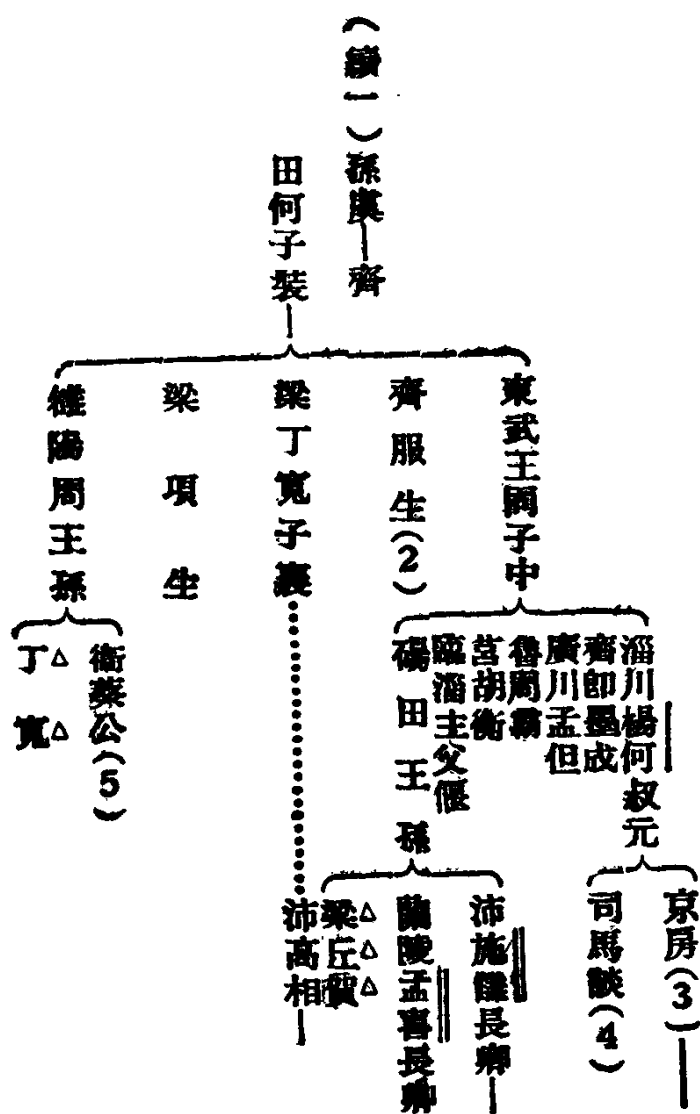 （續一）孫虞—齊
田何子裝
東武王同子中
齊服生（2）
梁丁寬子襄
梁項生
雒陽周王孫
淄川楊何叔元
齊即墨成
廣川孟但
魯周霸
莒胡衡
臨淄主父偃
碭田王孫
衞蔡公（5）
丁寬
京房（3）
司馬談（4）
沛施讎長卿
蘭陵孟喜長卿
梁丘賀
沛高相